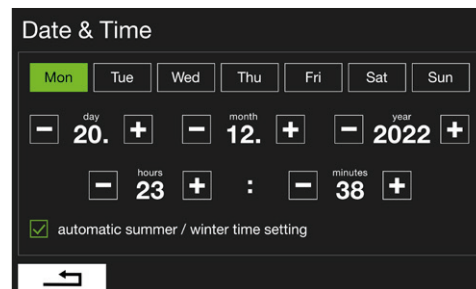 Date & Time
Mon Tue Wed Thu Fri Sat Sun
day month year
− 20. + − 12. + − 2022 +
hours minutes
− 23 + : − 38 +
automatic summer / winter time setting